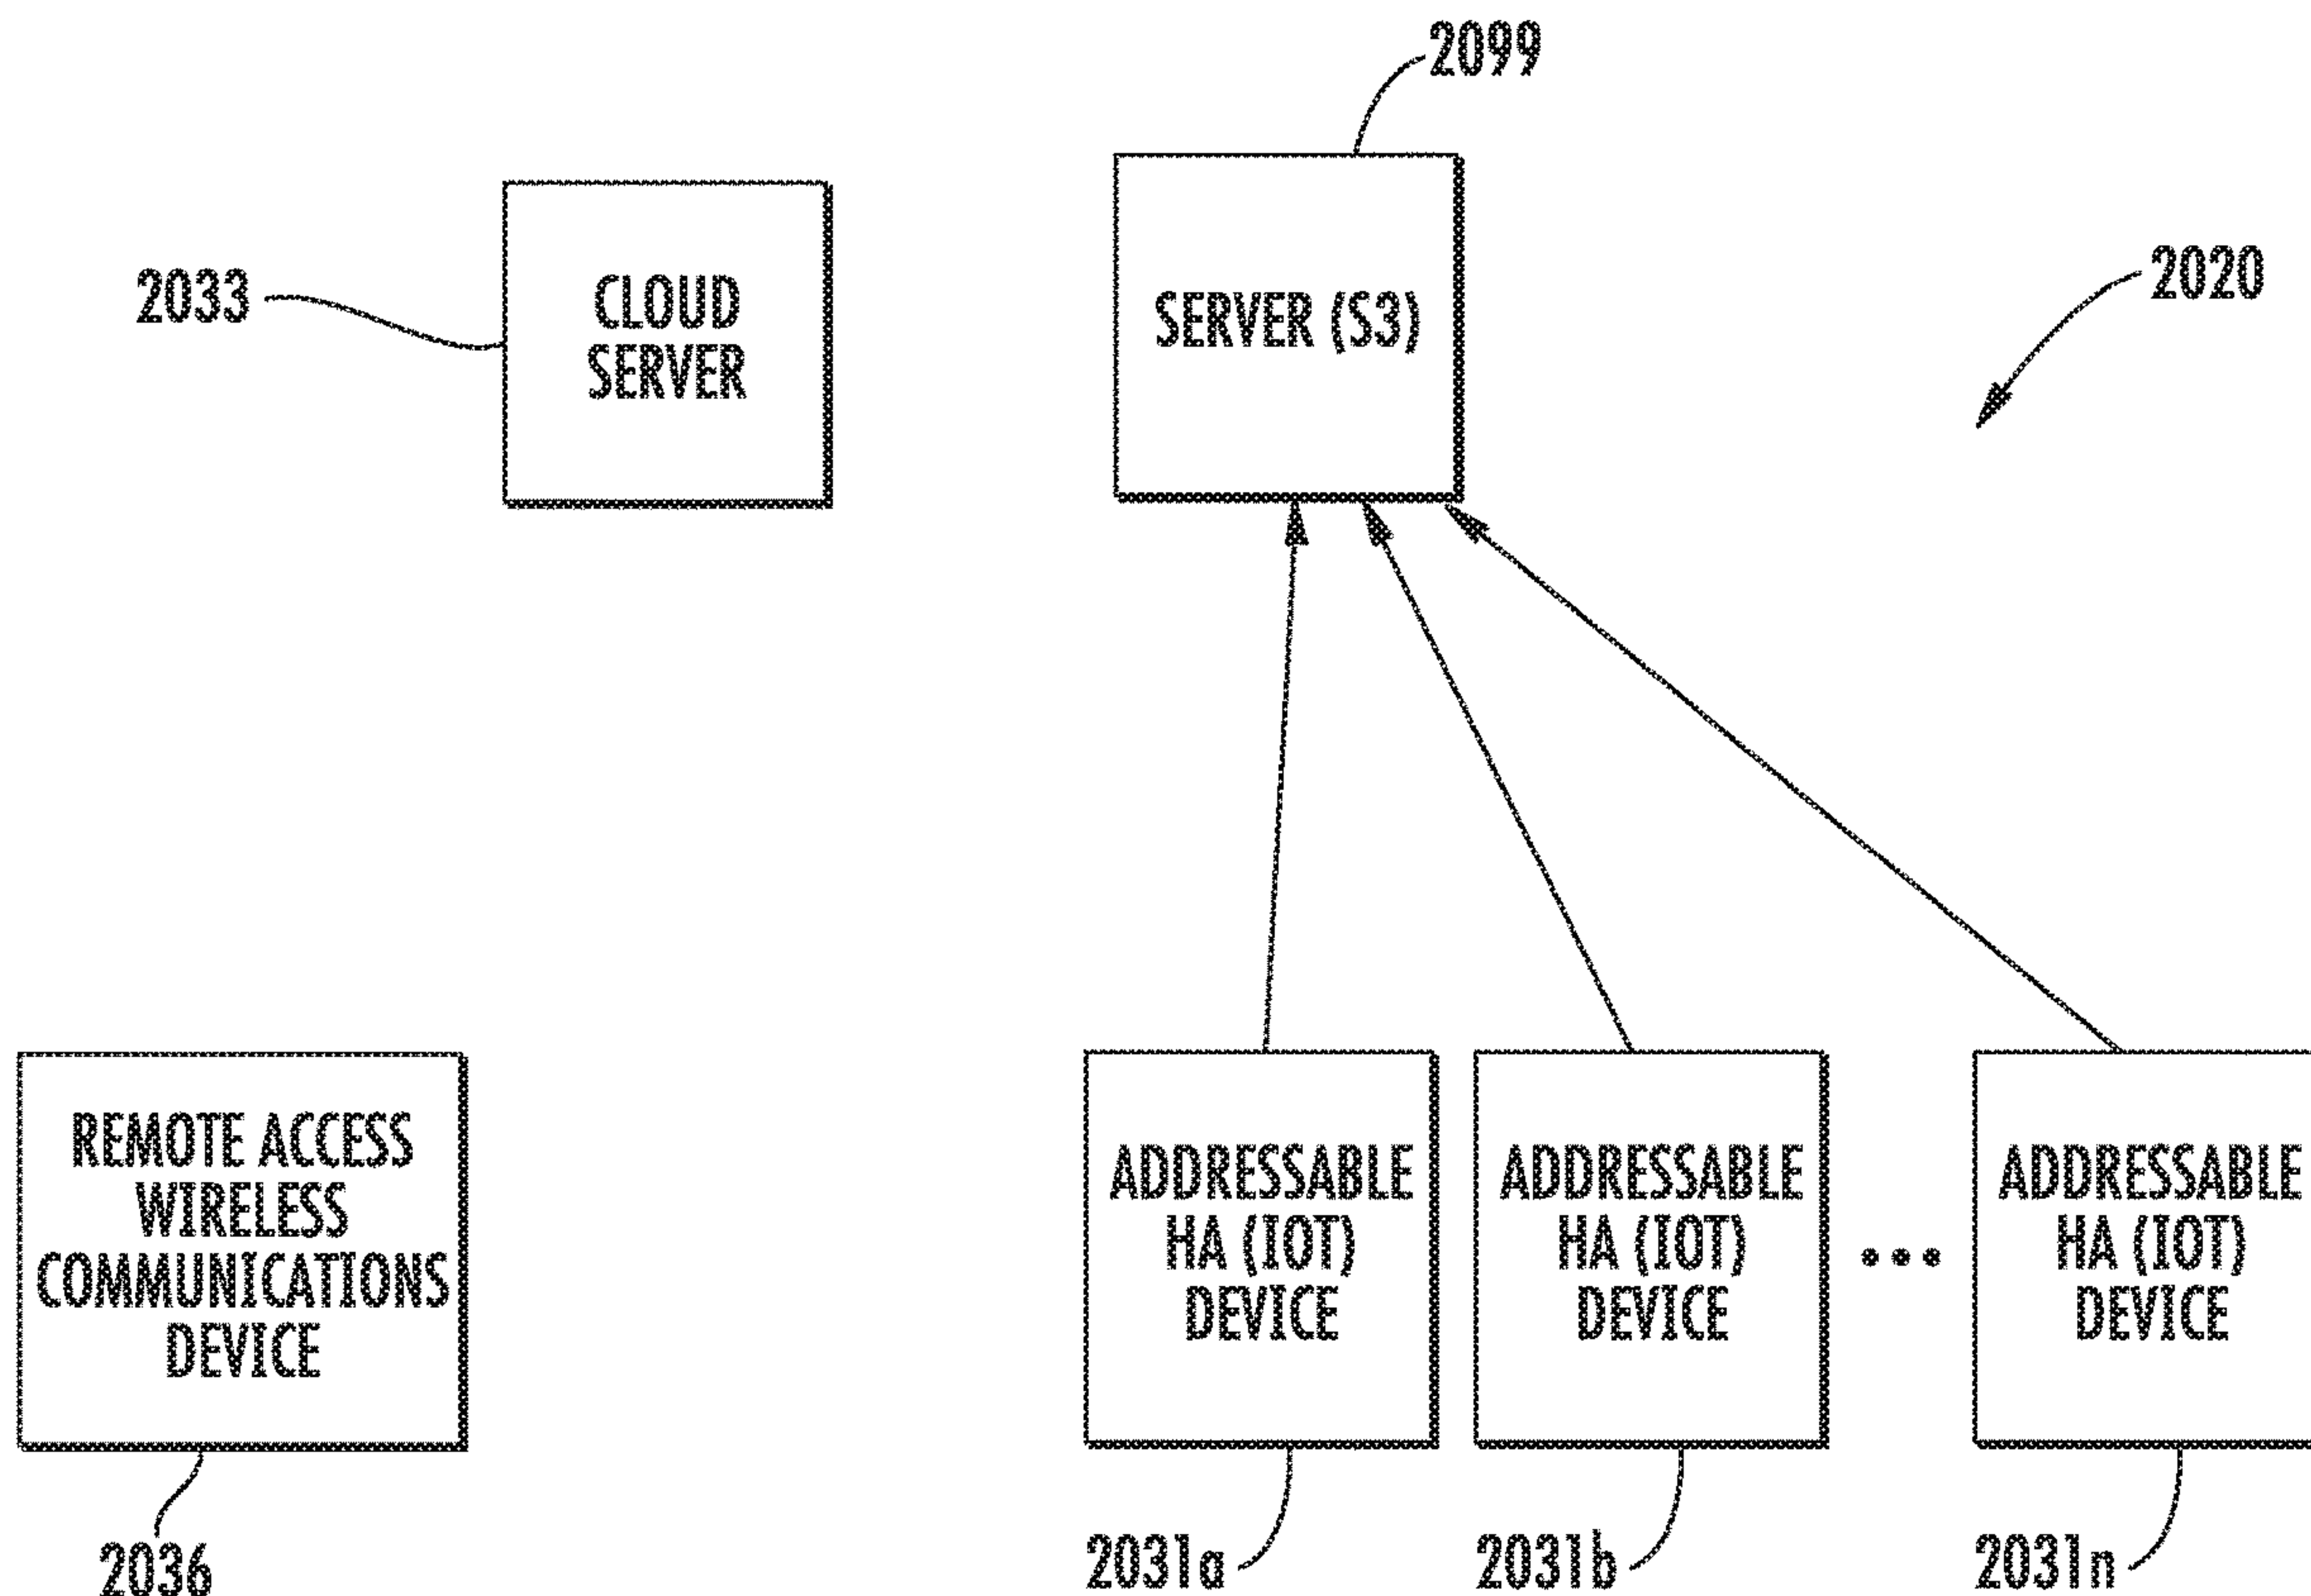 2099
2033
CLOUD
SERVER
SERVER (S3)
2020
REMOTE ACCESS
WIRELESS
COMMUNICATIONS
DEVICE
ADDRESSABLE
HA (IOT)
DEVICE
ADDRESSABLE
HA (IOT)
DEVICE
•••
ADDRESSABLE
HA (IOT)
DEVICE
2036
2031a
2031b
2031n